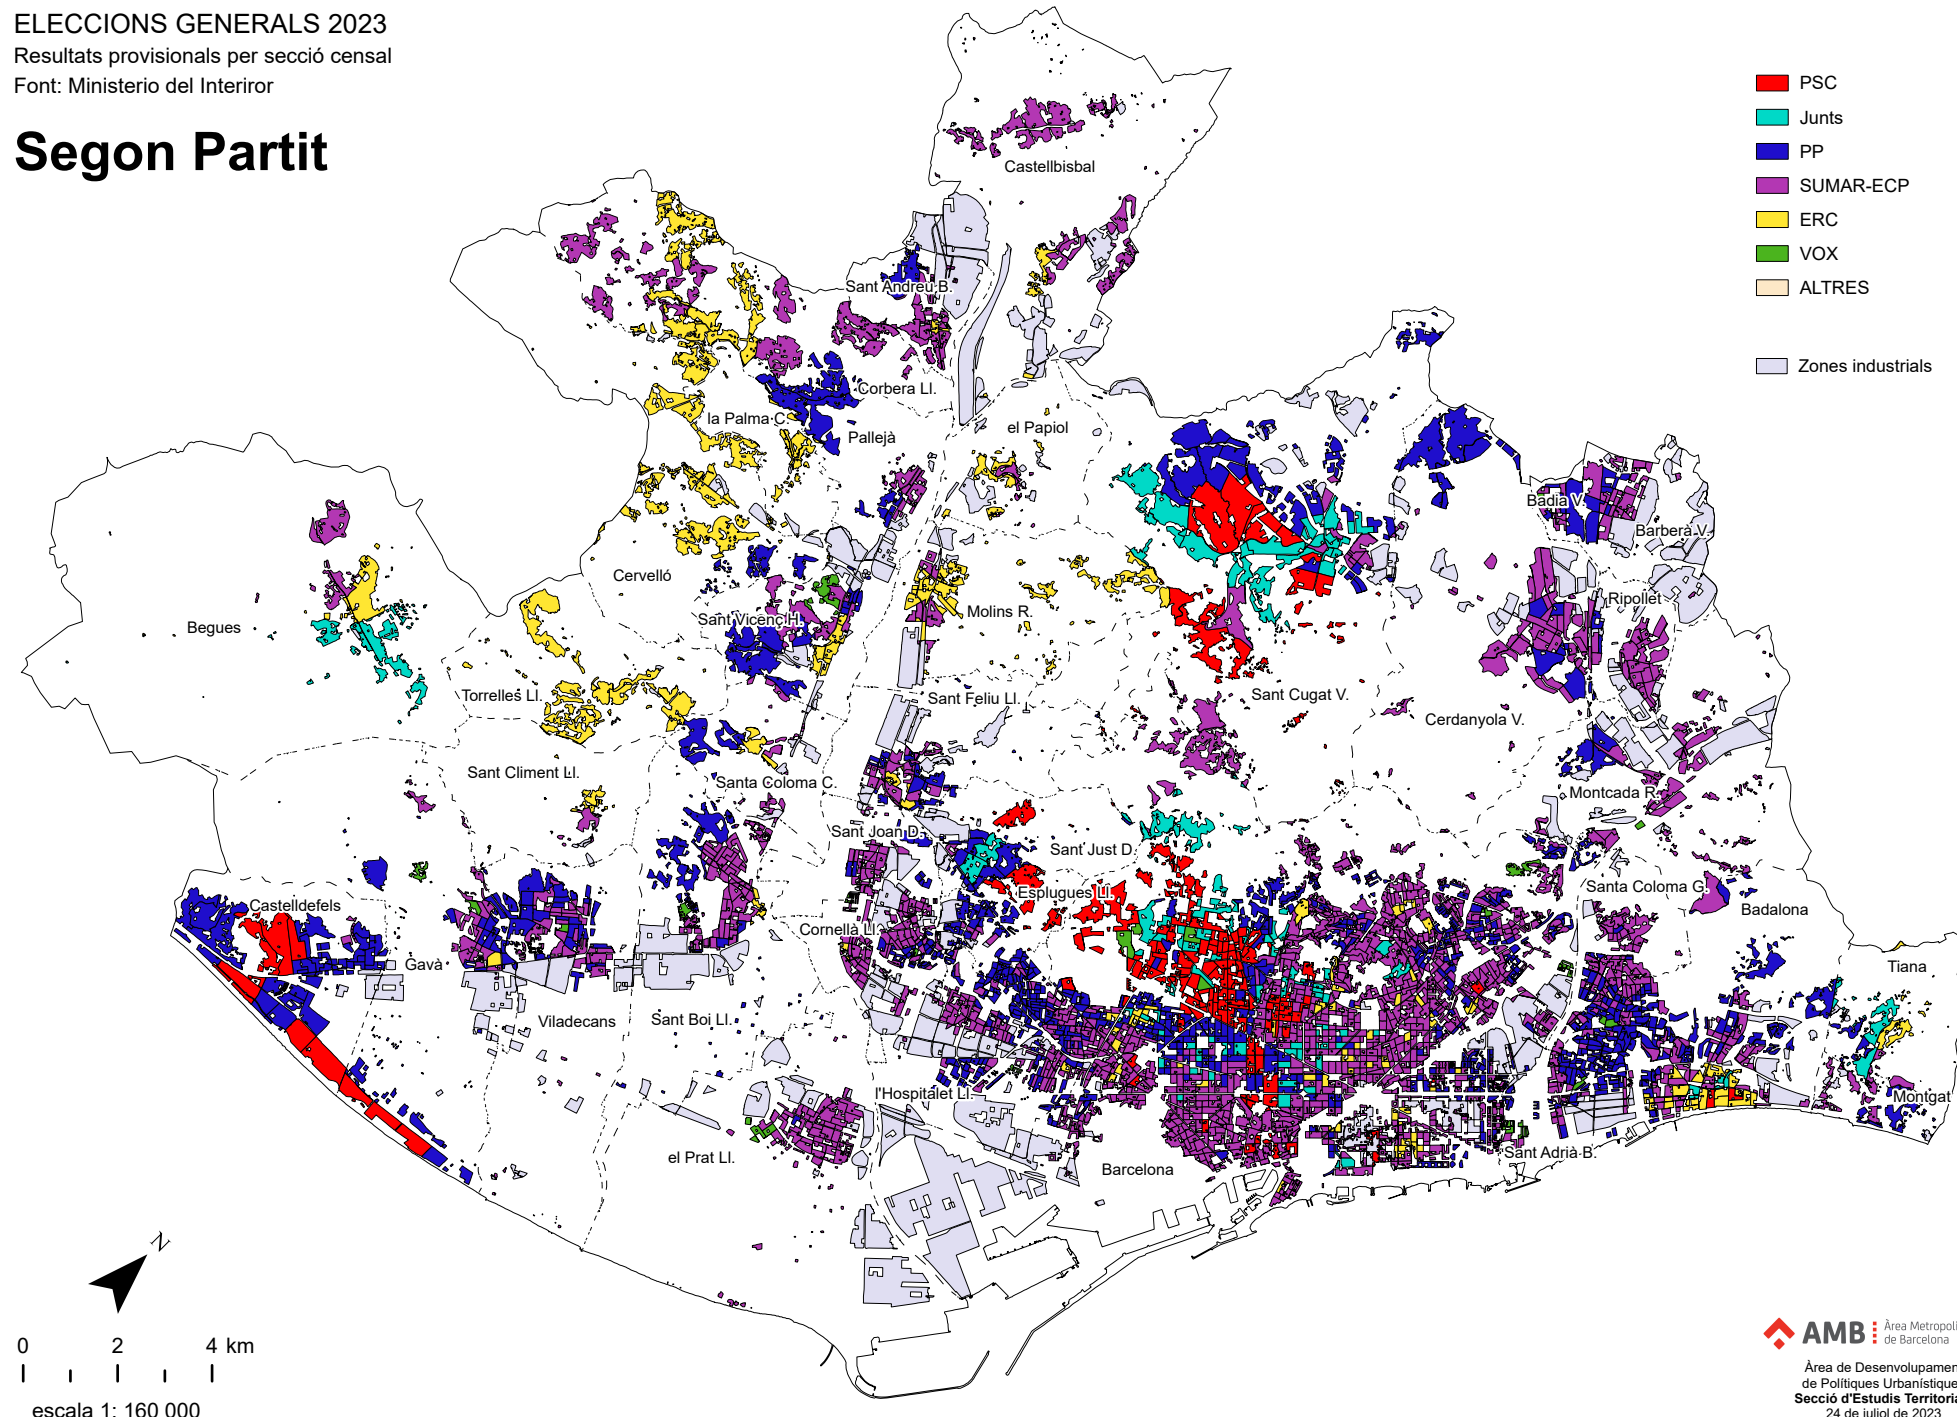 ELECCIONS GENERALS 2023
Resultats provisionals per secció censal
Font: Ministerio del Interiror
Segon Partit
PSC
Junts
PP
SUMAR-ECP
ERC
VOX
ALTRES
Zones industrials
Castellbisbal
Sant Andreu B.
Corbera Ll.
la Palma C.
Pallejà
el Papiol
Badia V.
Barberà V.
Cervelló
Begues
Sant Vicenç H.
Molins R.
Ripollet
Torrelles Ll.
Sant Feliu Ll.
Sant Cugat V.
Cerdanyola V.
Sant Climent Ll.
Santa Coloma C.
Montcada R.
Sant Joan D.
Sant Just D.
Esplugues Ll.
Santa Coloma G.
Castelldefels
Badalona
Cornellà Ll.
Gavà
Tiana
Viladecans
Sant Boi Ll.
l'Hospitalet Ll.
Montgat
el Prat Ll.
Barcelona
Sant Adrià B.
N
0 2 4 km
escala 1: 160 000
AMB
Àrea Metropoli
de Barcelona
Àrea de Desenvolupamen
de Polítiques Urbanístique
Secció d'Estudis Territoria
24 de juliol de 2023